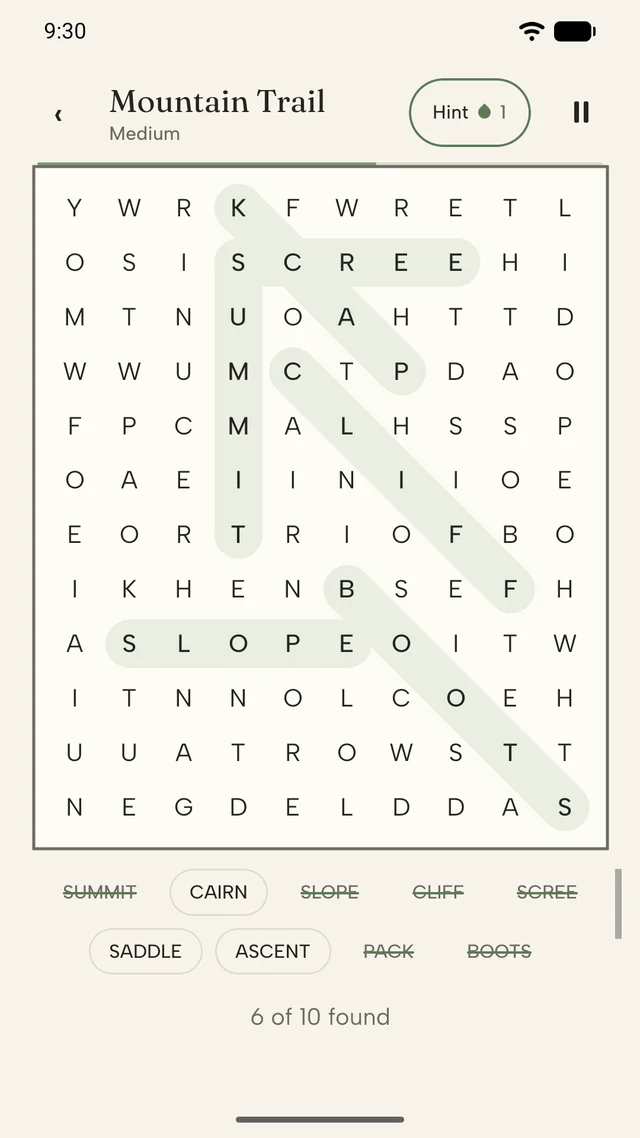 9:30
‹ Mountain Trail
Medium
Hint 1
Y W R K F W R E T L
O S I S C R E E H I
M T N U O A H T T D
W W U M C T P D A O
F P C M A L H S S P
O A E I I N I I O E
E O R T R I O F B O
I K H E N B S E F H
A S L O P E O I T W
I T N N O L C O E H
U U A T R O W S T T
N E G D E L D D A S
SUMMIT CAIRN SLOPE CLIFF SCREE
SADDLE ASCENT PACK BOOTS
6 of 10 found